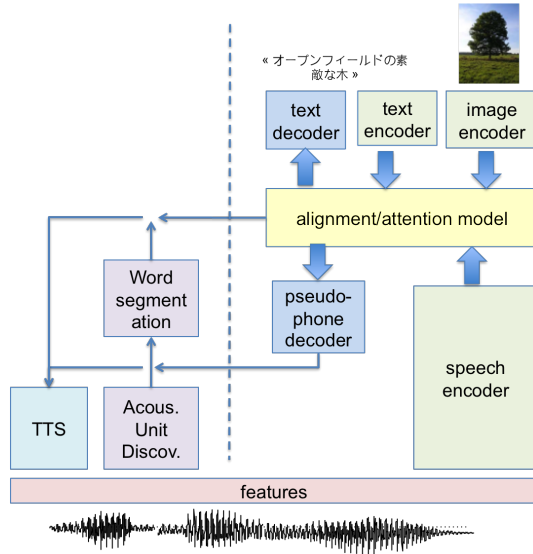 « オープンフィールドの素
敵な木 »
text
decoder
text
encoder
image
encoder
alignment/attention model
Word
segment
ation
pseudo-
phone
decoder
speech
encoder
TTS
Acous.
Unit
Discov.
features